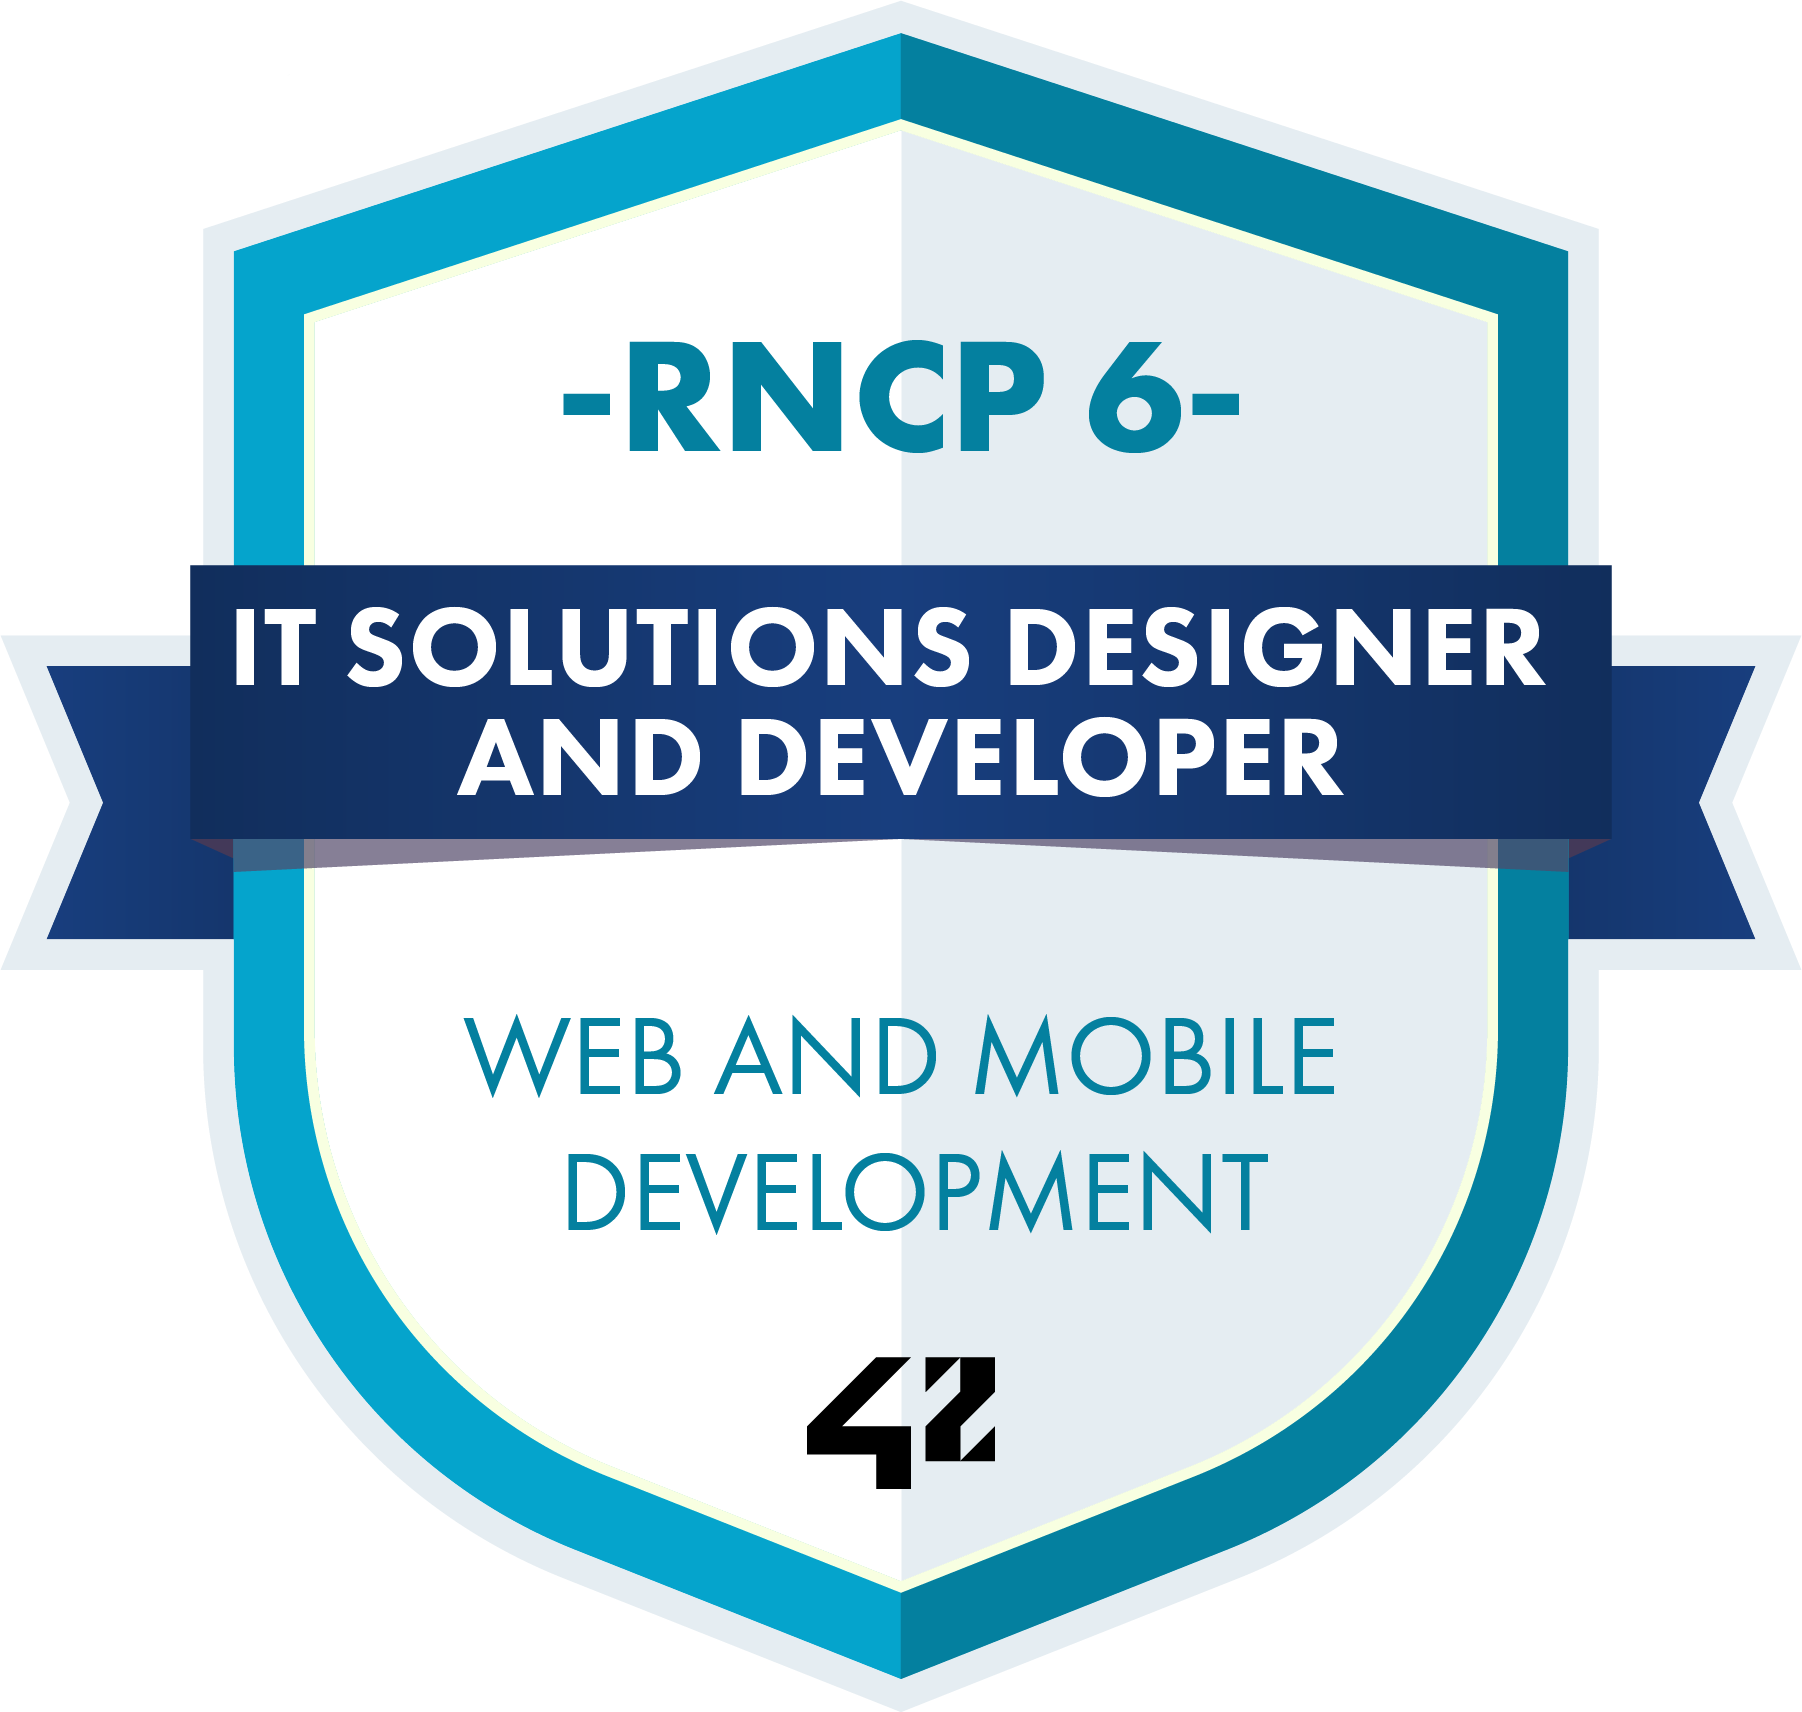 -RNCP 6-
IT SOLUTIONS DESIGNER
AND DEVELOPER
WEB AND MOBILE
DEVELOPMENT
42